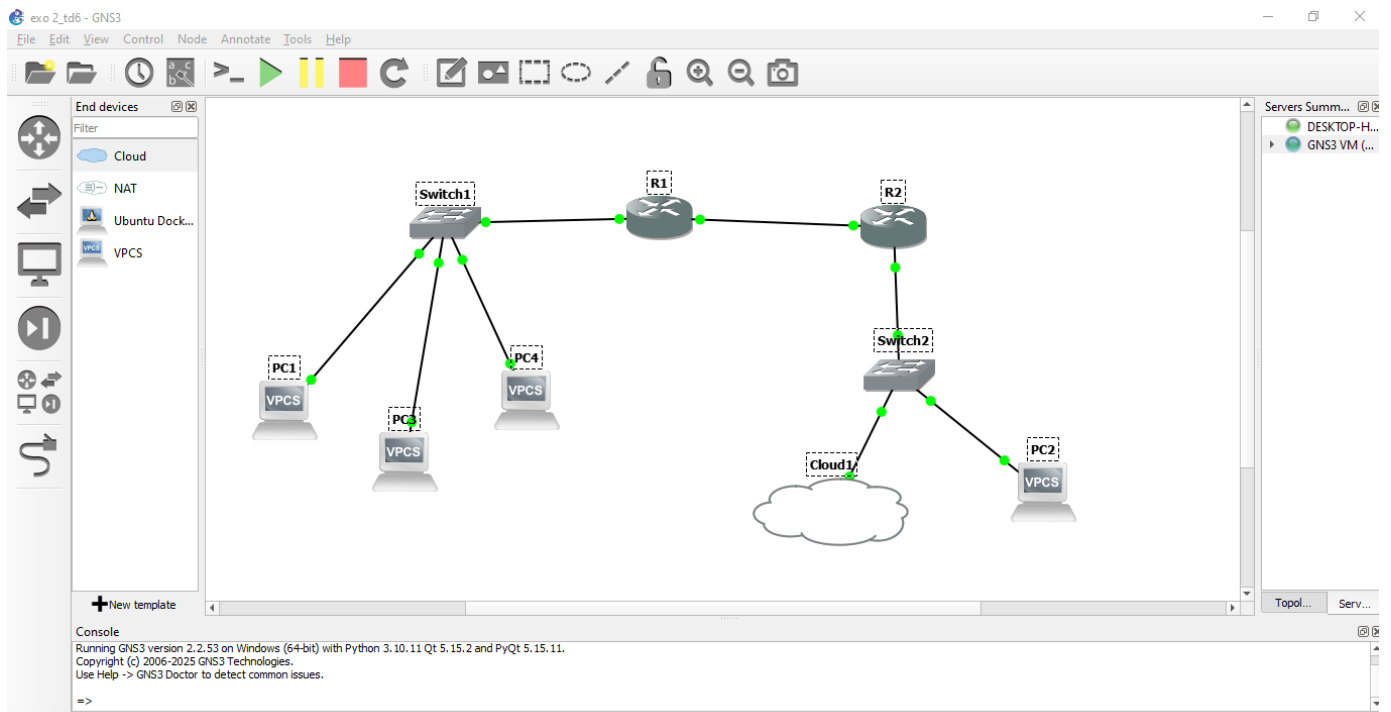 exo 2_td6 - GNS3
File Edit View Control Node Annotate Tools Help
End devices
Filter
Cloud
NAT
Ubuntu Dock...
VPCS
New template
Switch1
R1
R2
PC1
VPCS
PC3
VPCS
PC4
VPCS
Switch2
Cloud1
PC2
VPCS
Servers Summ...
DESKTOP-H...
GNS3 VM (...
Topol...
Serv...
Console
Running GNS3 version 2.2.53 on Windows (64-bit) with Python 3.10.11 Qt 5.15.2 and PyQt 5.15.11.
Copyright (c) 2006-2025 GNS3 Technologies.
Use Help -> GNS3 Doctor to detect common issues.
=>